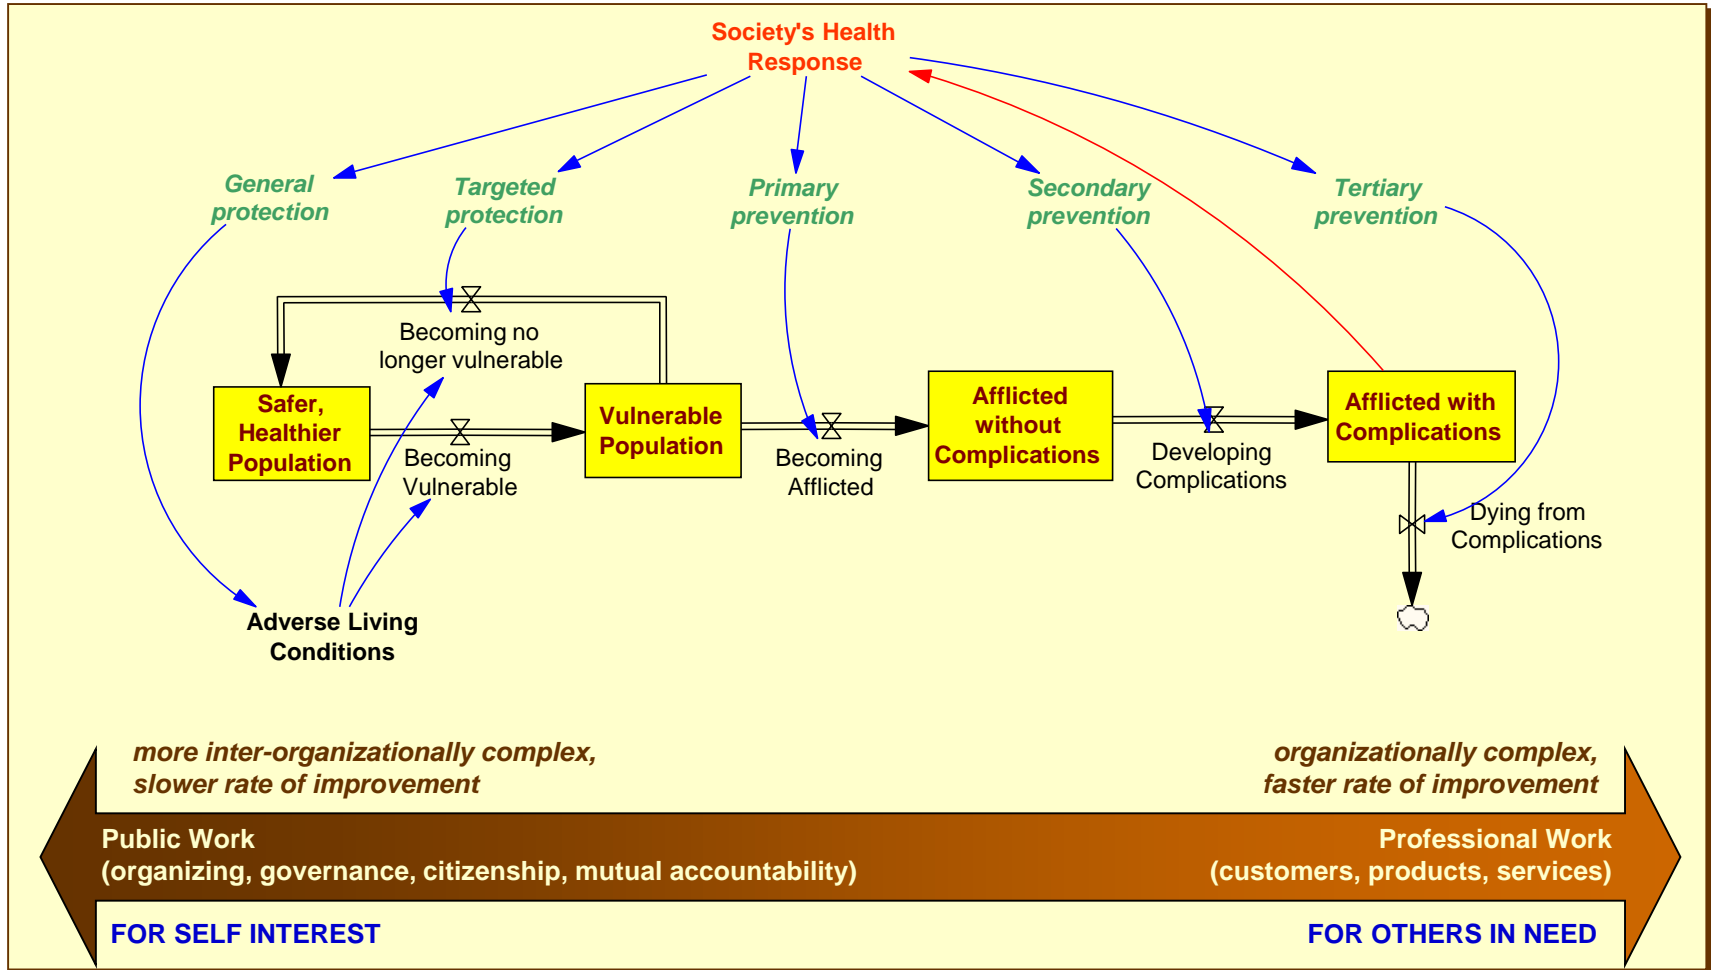 Society's Health
Response
General
protection
Targeted
protection
Primary
prevention
Secondary
prevention
Tertiary
prevention
Becoming no
longer vulnerable
Safer,
Healthier
Population
Becoming
Vulnerable
Vulnerable
Population
Becoming
Afflicted
Afflicted
without
Complications
Developing
Complications
Afflicted with
Complications
Dying from
Complications
Adverse Living
Conditions
more inter-organizationally complex,
slower rate of improvement
organizationally complex,
faster rate of improvement
Public Work
(organizing, governance, citizenship, mutual accountability)
Professional Work
(customers, products, services)
FOR SELF INTEREST
FOR OTHERS IN NEED